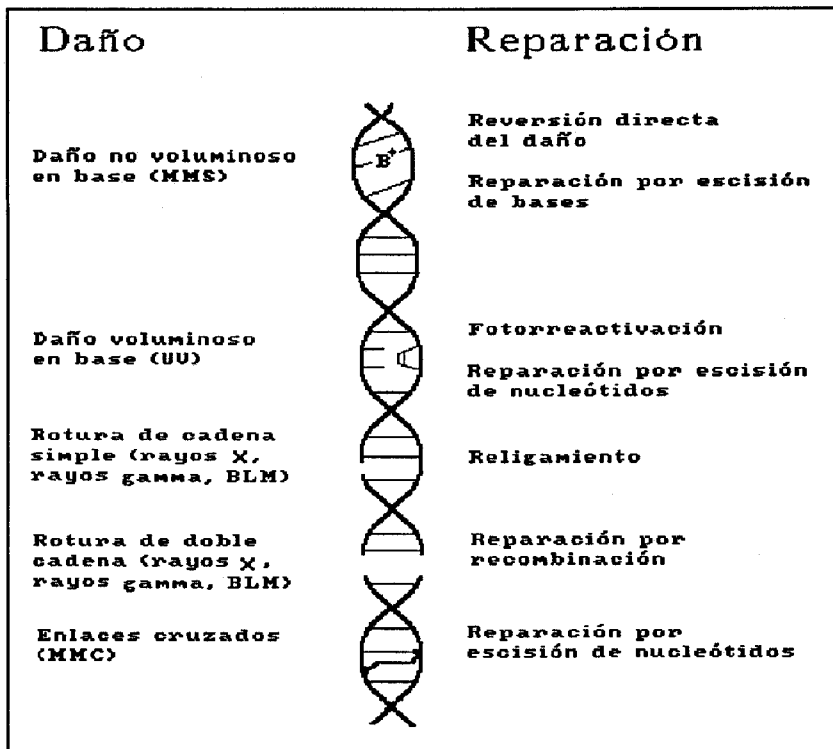 Daño
Reparación
Daño no voluminoso
en base (MMS)
B+
Reversión directa
del daño
Reparación por escisión
de bases
Daño voluminoso
en base (UV)
Fotorreactivación
Reparación por escisión
de nucleótidos
Rotura de cadena
simple (rayos X,
rayos gamma, BLM)
Religamiento
Rotura de doble
cadena (rayos X,
rayos gamma, BLM)
Reparación por
recombinación
Enlaces cruzados
(MMC)
Reparación por
escisión de nucleótidos